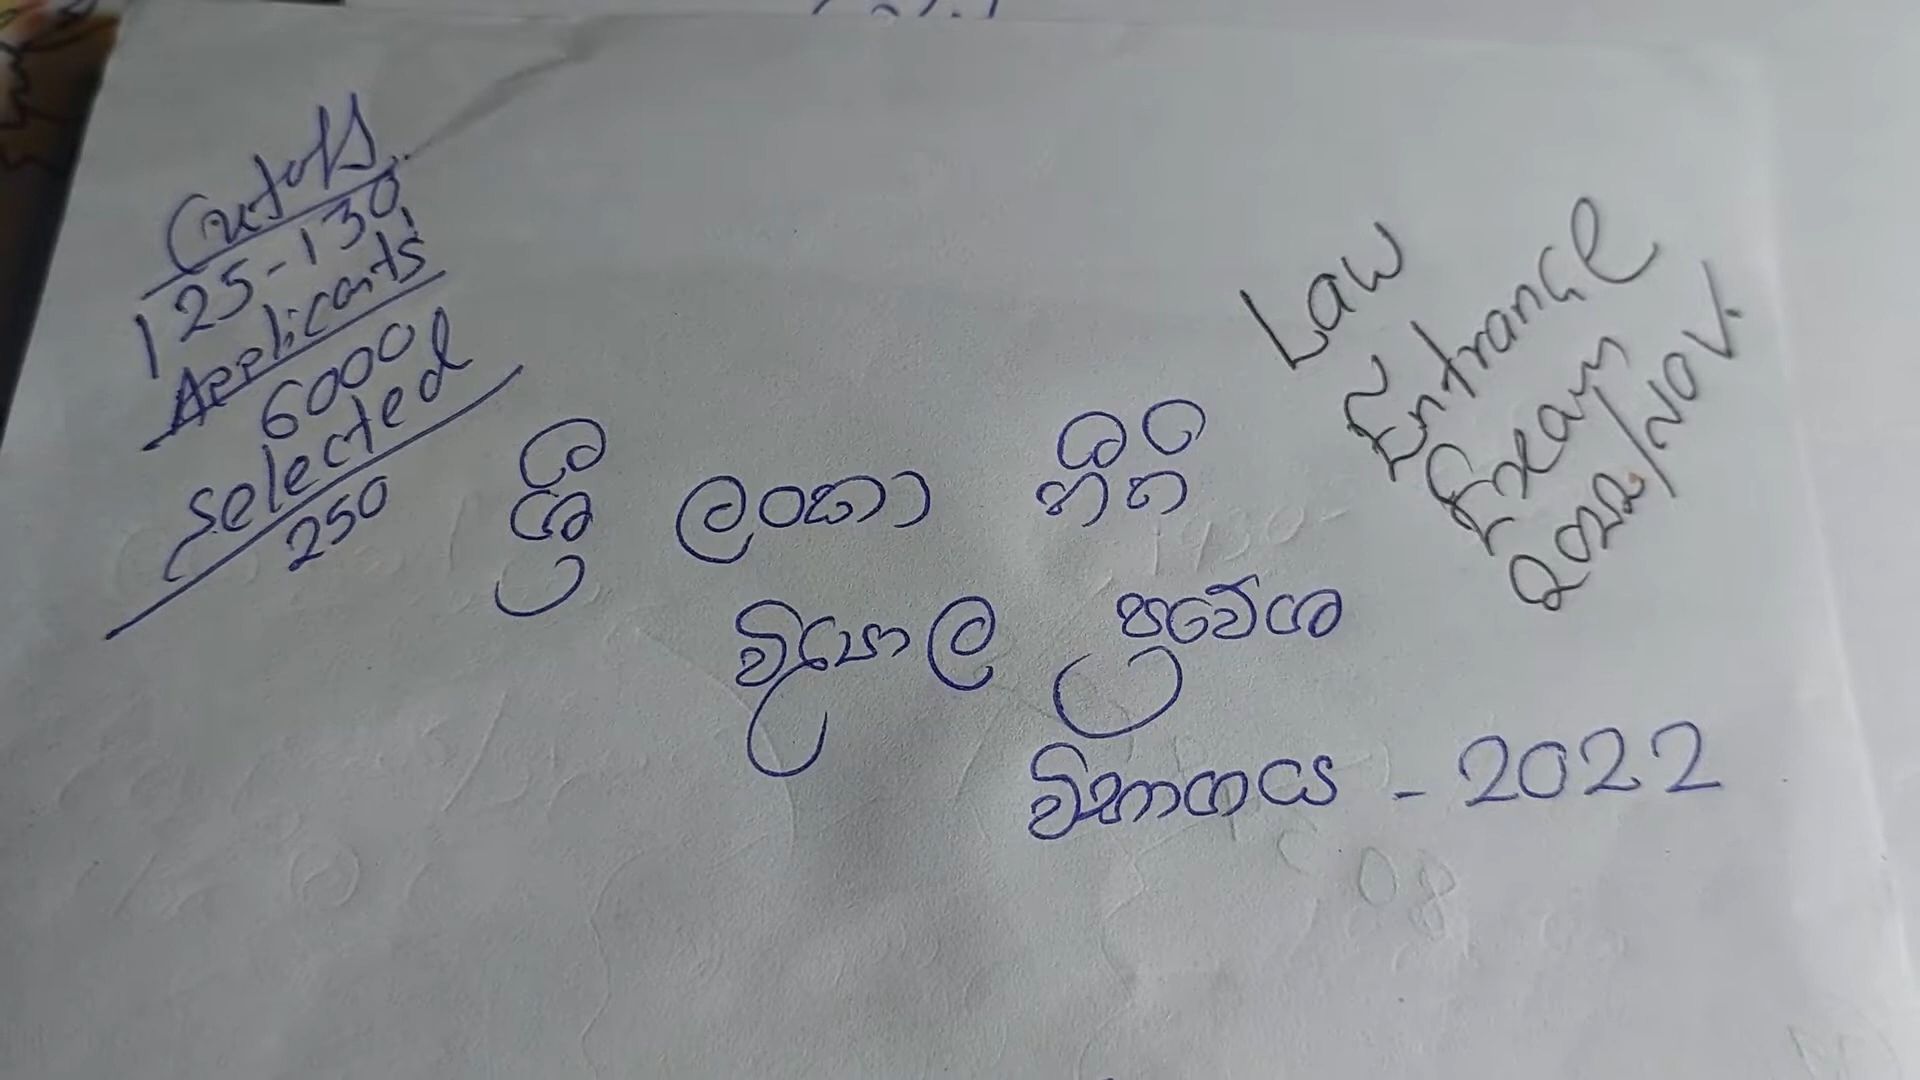 Cutoffs
125-130
Applicants
6000
selected
250
ශ්‍රී ලංකා නීති
විද්‍යාල ප්‍රවේශ
විභාගය - 2022
Law
Entrance
Exam
2022/Nov.